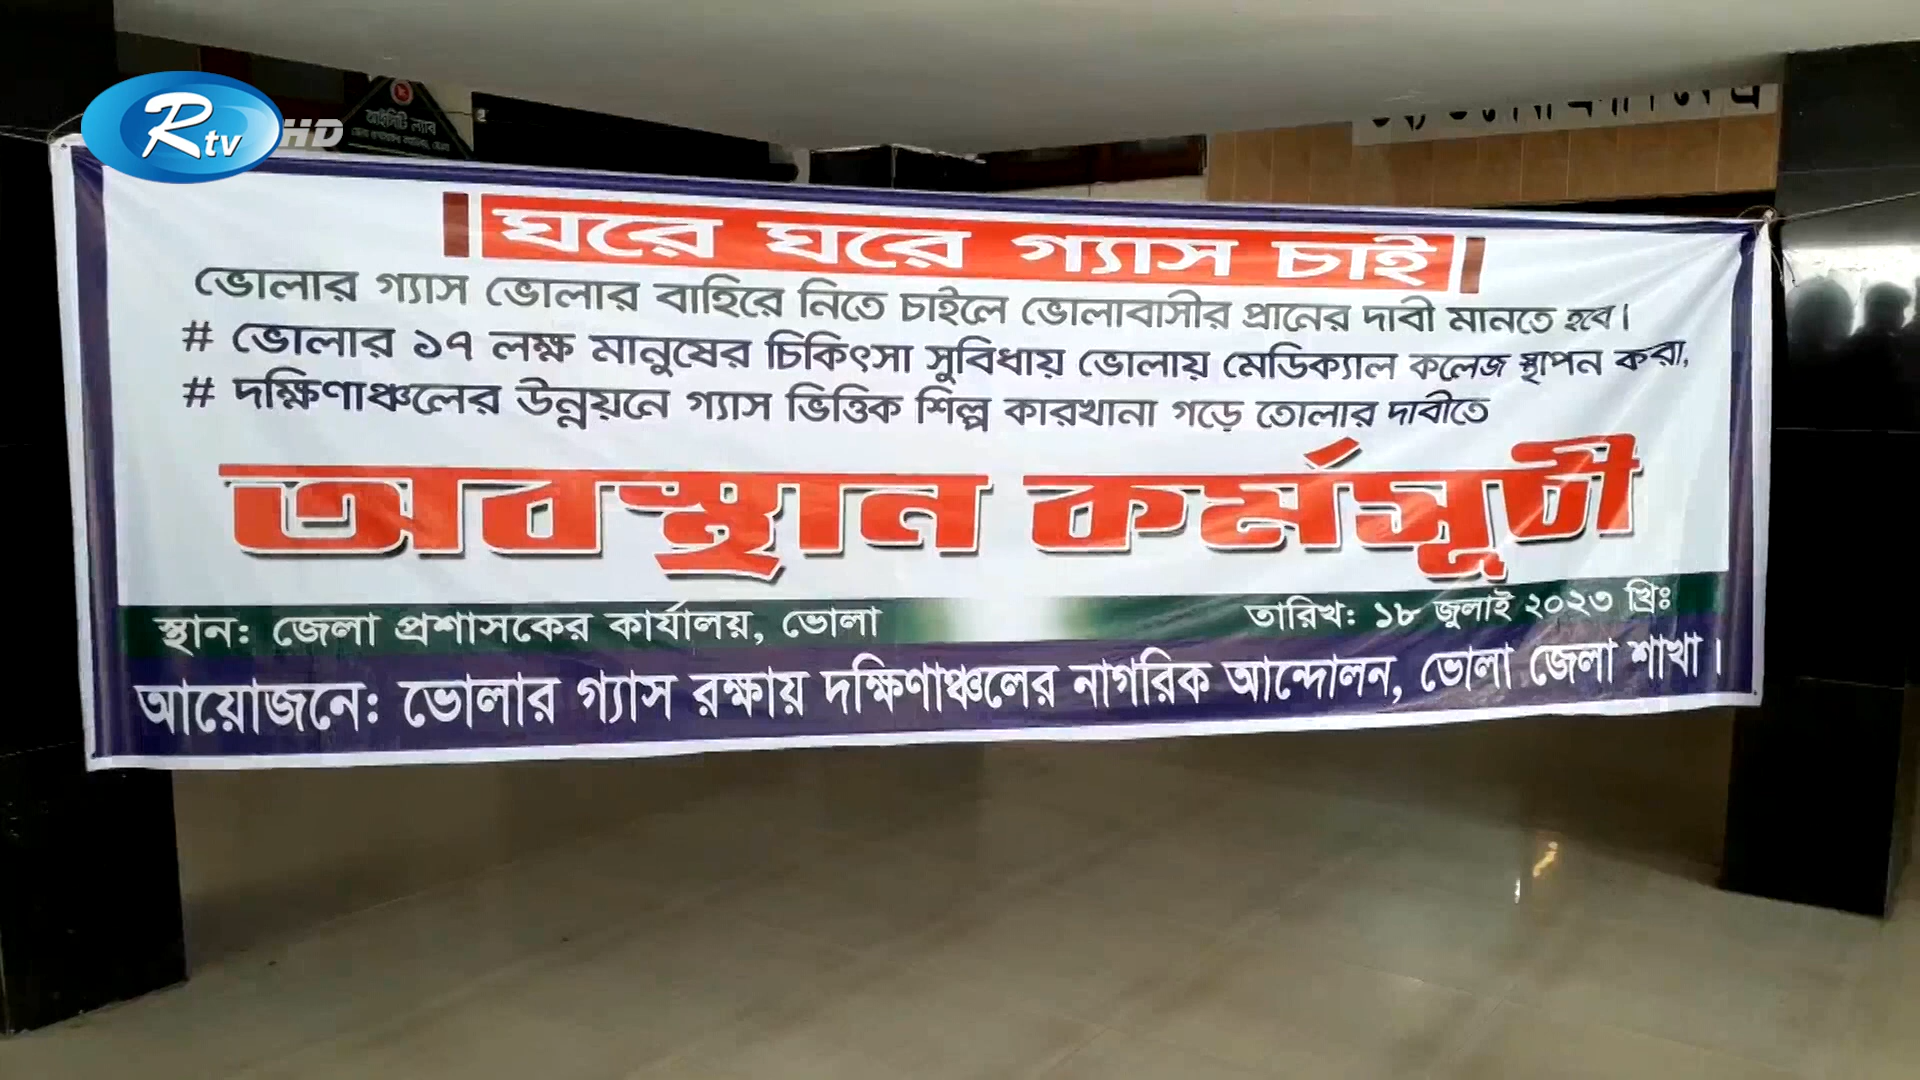 Rtv HD
আইসিটি ল্যাব
ঘরে ঘরে গ্যাস চাই
ভোলার গ্যাস ভোলার বাহিরে নিতে চাইলে ভোলাবাসীর প্রানের দাবী মানতে হবে।
# ভোলার ১৭ লক্ষ মানুষের চিকিৎসা সুবিধায় ভোলায় মেডিক্যাল কলেজ স্থাপন করা,
# দক্ষিণাঞ্চলের উন্নয়নে গ্যাস ভিত্তিক শিল্প কারখানা গড়ে তোলার দাবীতে
অবস্থান কর্মসূচী
স্থান: জেলা প্রশাসকের কার্যালয়, ভোলা
তারিখ: ১৮ জুলাই ২০২৩ খ্রিঃ
আয়োজনে: ভোলার গ্যাস রক্ষায় দক্ষিণাঞ্চলের নাগরিক আন্দোলন, ভোলা জেলা শাখা।